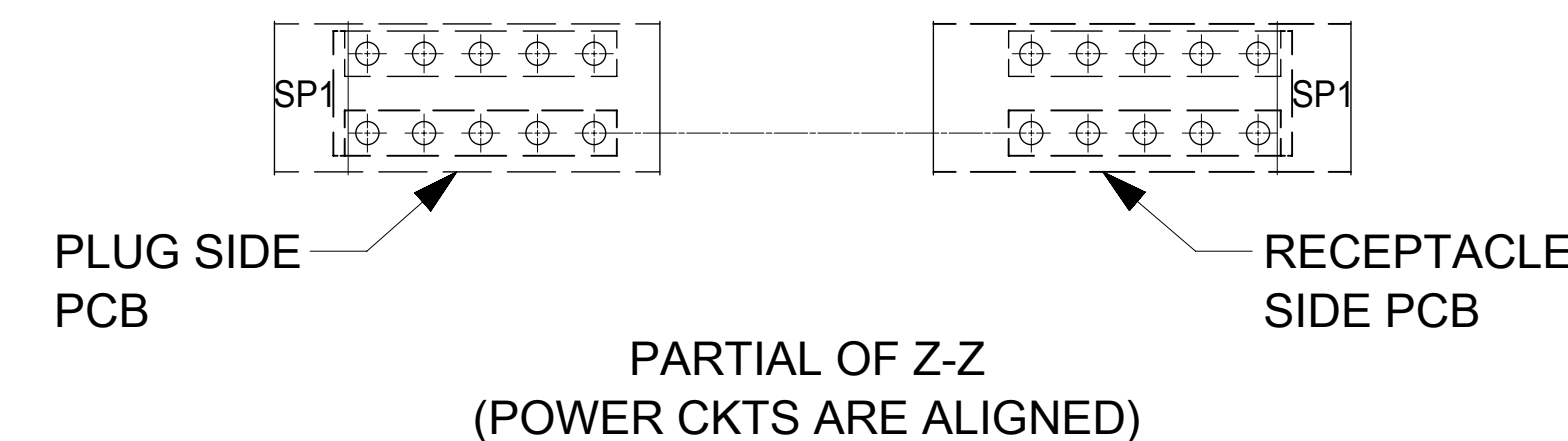 SP1
SP1
PLUG SIDE
PCB
RECEPTACLE
SIDE PCB
PARTIAL OF Z-Z
(POWER CKTS ARE ALIGNED)